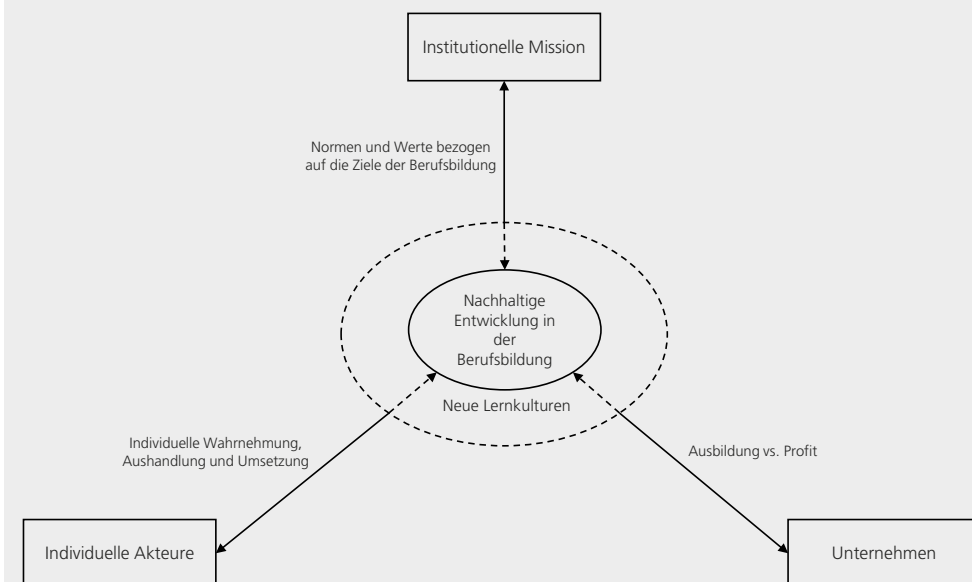 Institutionelle Mission
Normen und Werte bezogen
auf die Ziele der Berufsbildung
Nachhaltige
Entwicklung in
der
Berufsbildung
Neue Lernkulturen
Individuelle Wahrnehmung,
Aushandlung und Umsetzung
Ausbildung vs. Profit
Individuelle Akteure
Unternehmen